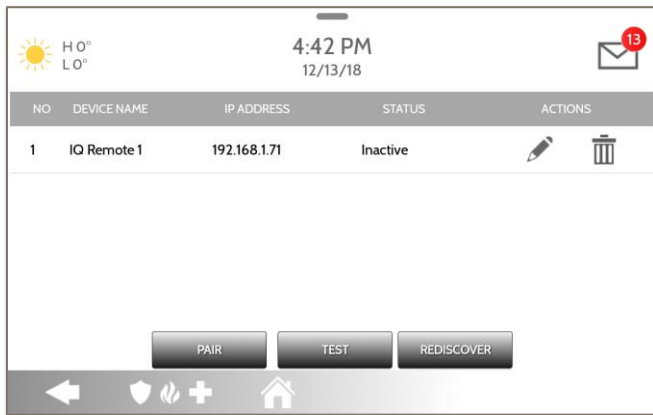 H 0°
L 0°
4:42 PM
12/13/18
13
NO DEVICE NAME IP ADDRESS STATUS ACTIONS
1 IQ Remote 1 192.168.1.71 Inactive
PAIR TEST REDISCOVER